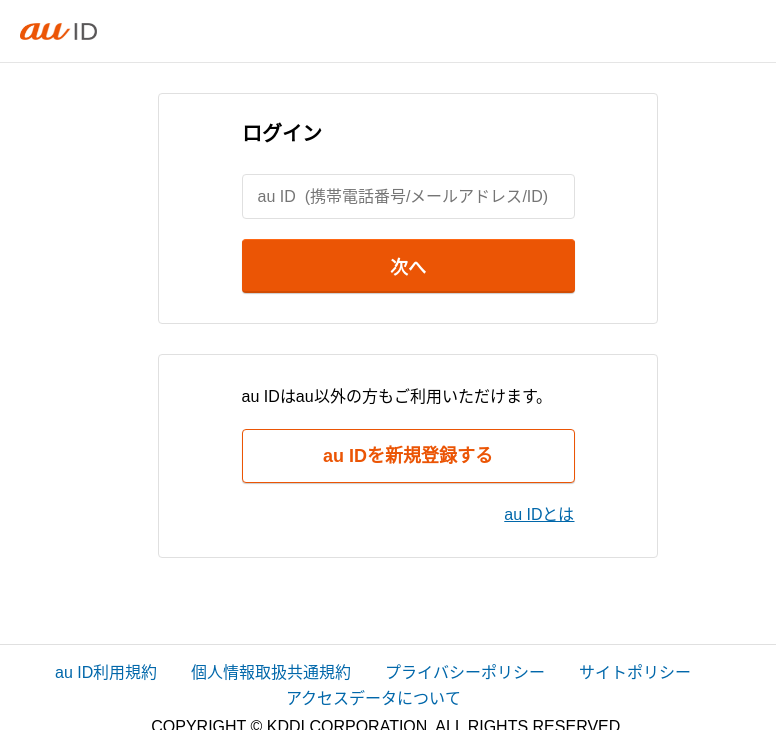 au ID
ログイン
au ID  (携帯電話番号/メールアドレス/ID)
次へ
au IDはau以外の方もご利用いただけます。
au IDを新規登録する
au IDとは
au ID利用規約 個人情報取扱共通規約 プライバシーポリシー サイトポリシー
アクセスデータについて
COPYRIGHT © KDDI CORPORATION, ALL RIGHTS RESERVED.